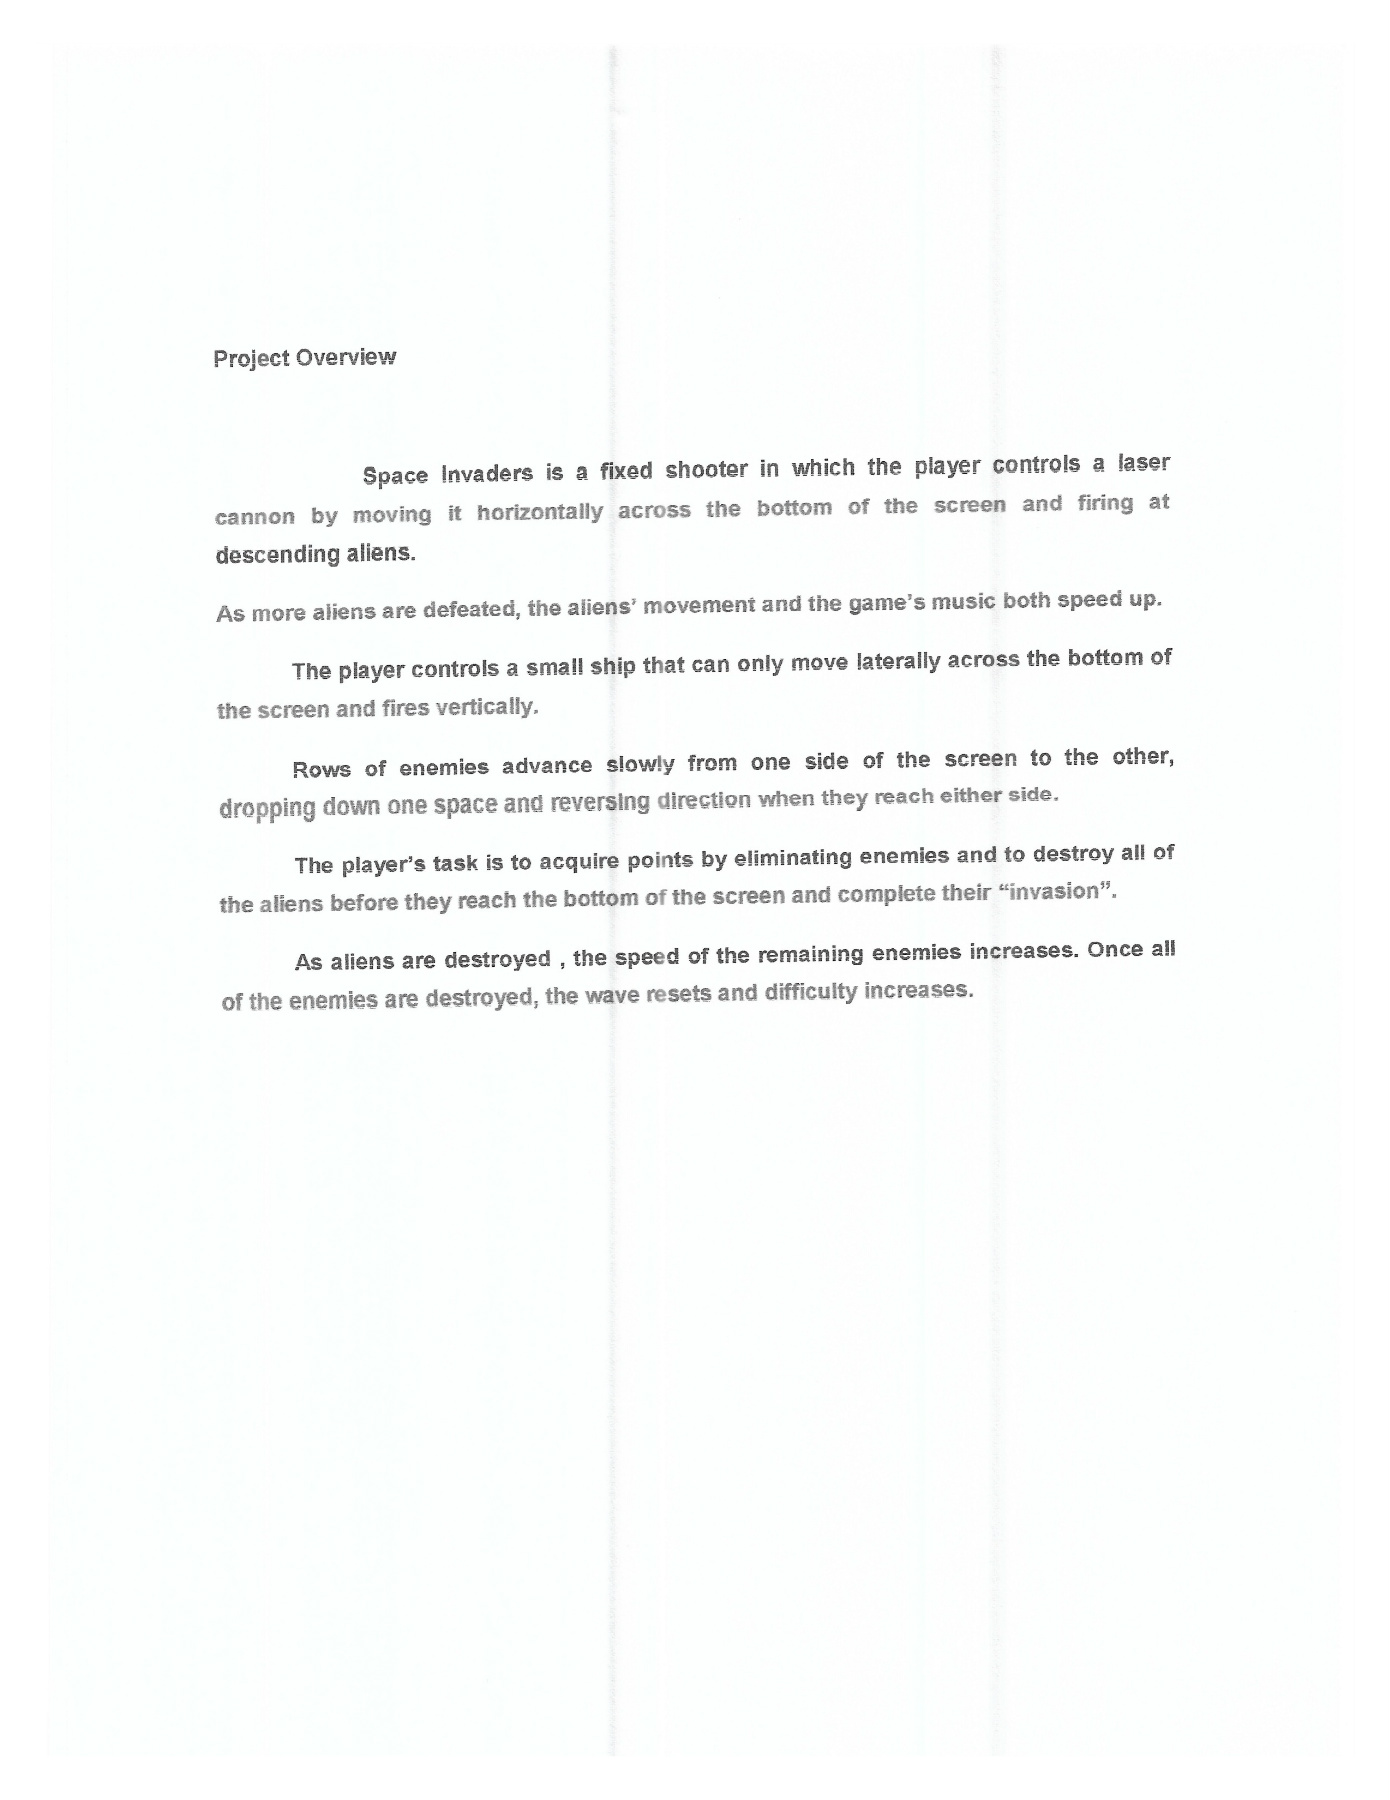 Project Overview
Space Invaders is a fixed shooter in which the player controls a laser
cannon by moving it horizontally across the bottom of the screen and firing at
descending aliens.
As more aliens are defeated, the aliens’ movement and the game’s music both speed up.
The player controls a small ship that can only move laterally across the bottom of
the screen and fires vertically.
Rows of enemies advance slowly from one side of the screen to the other,
dropping down one space and reversing direction when they reach either side.
The player’s task is to acquire points by eliminating enemies and to destroy all of
the aliens before they reach the bottom of the screen and complete their “invasion”.
As aliens are destroyed , the speed of the remaining enemies increases. Once all
of the enemies are destroyed, the wave resets and difficulty increases.